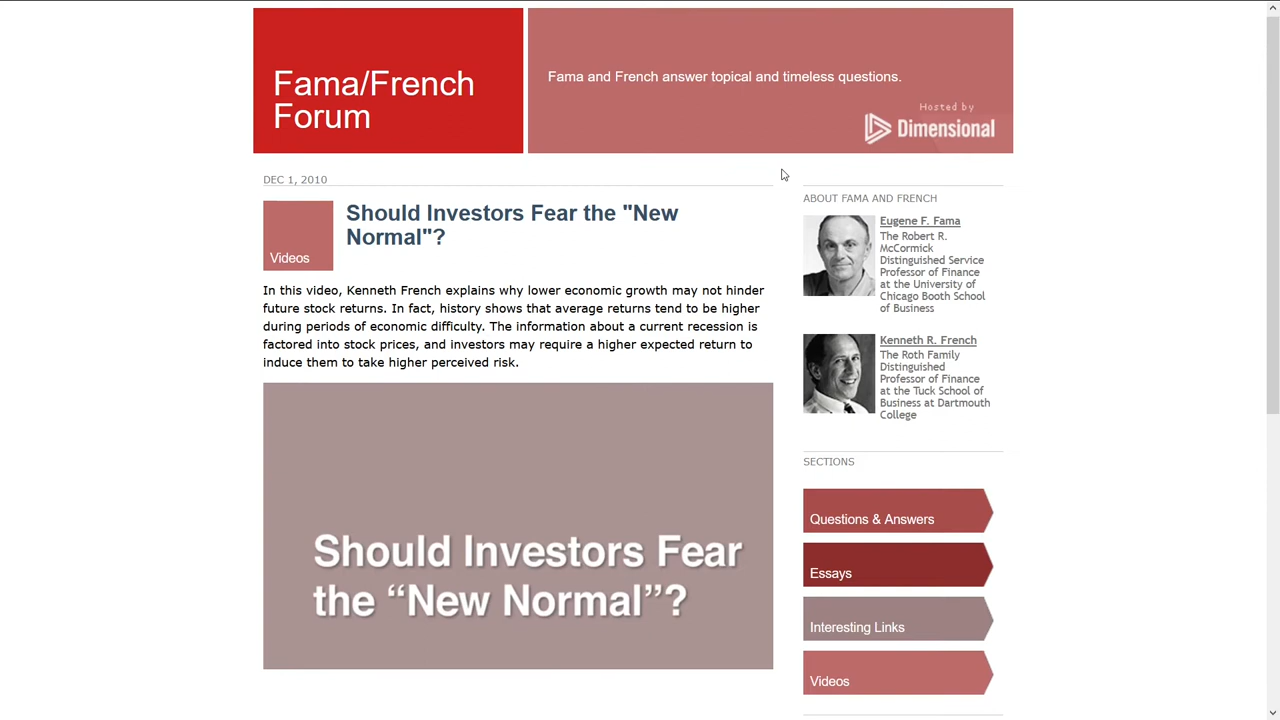 Fama/French
Forum
Fama and French answer topical and timeless questions.
Hosted by
Dimensional
DEC 1, 2010
Videos
Should Investors Fear the "New
Normal"?
In this video, Kenneth French explains why lower economic growth may not hinder
future stock returns. In fact, history shows that average returns tend to be higher
during periods of economic difficulty. The information about a current recession is
factored into stock prices, and investors may require a higher expected return to
induce them to take higher perceived risk.
Should Investors Fear
the “New Normal”?
ABOUT FAMA AND FRENCH
Eugene F. Fama
The Robert R.
McCormick
Distinguished Service
Professor of Finance
at the University of
Chicago Booth School
of Business
Kenneth R. French
The Roth Family
Distinguished
Professor of Finance
at the Tuck School of
Business at Dartmouth
College
SECTIONS
Questions & Answers
Essays
Interesting Links
Videos